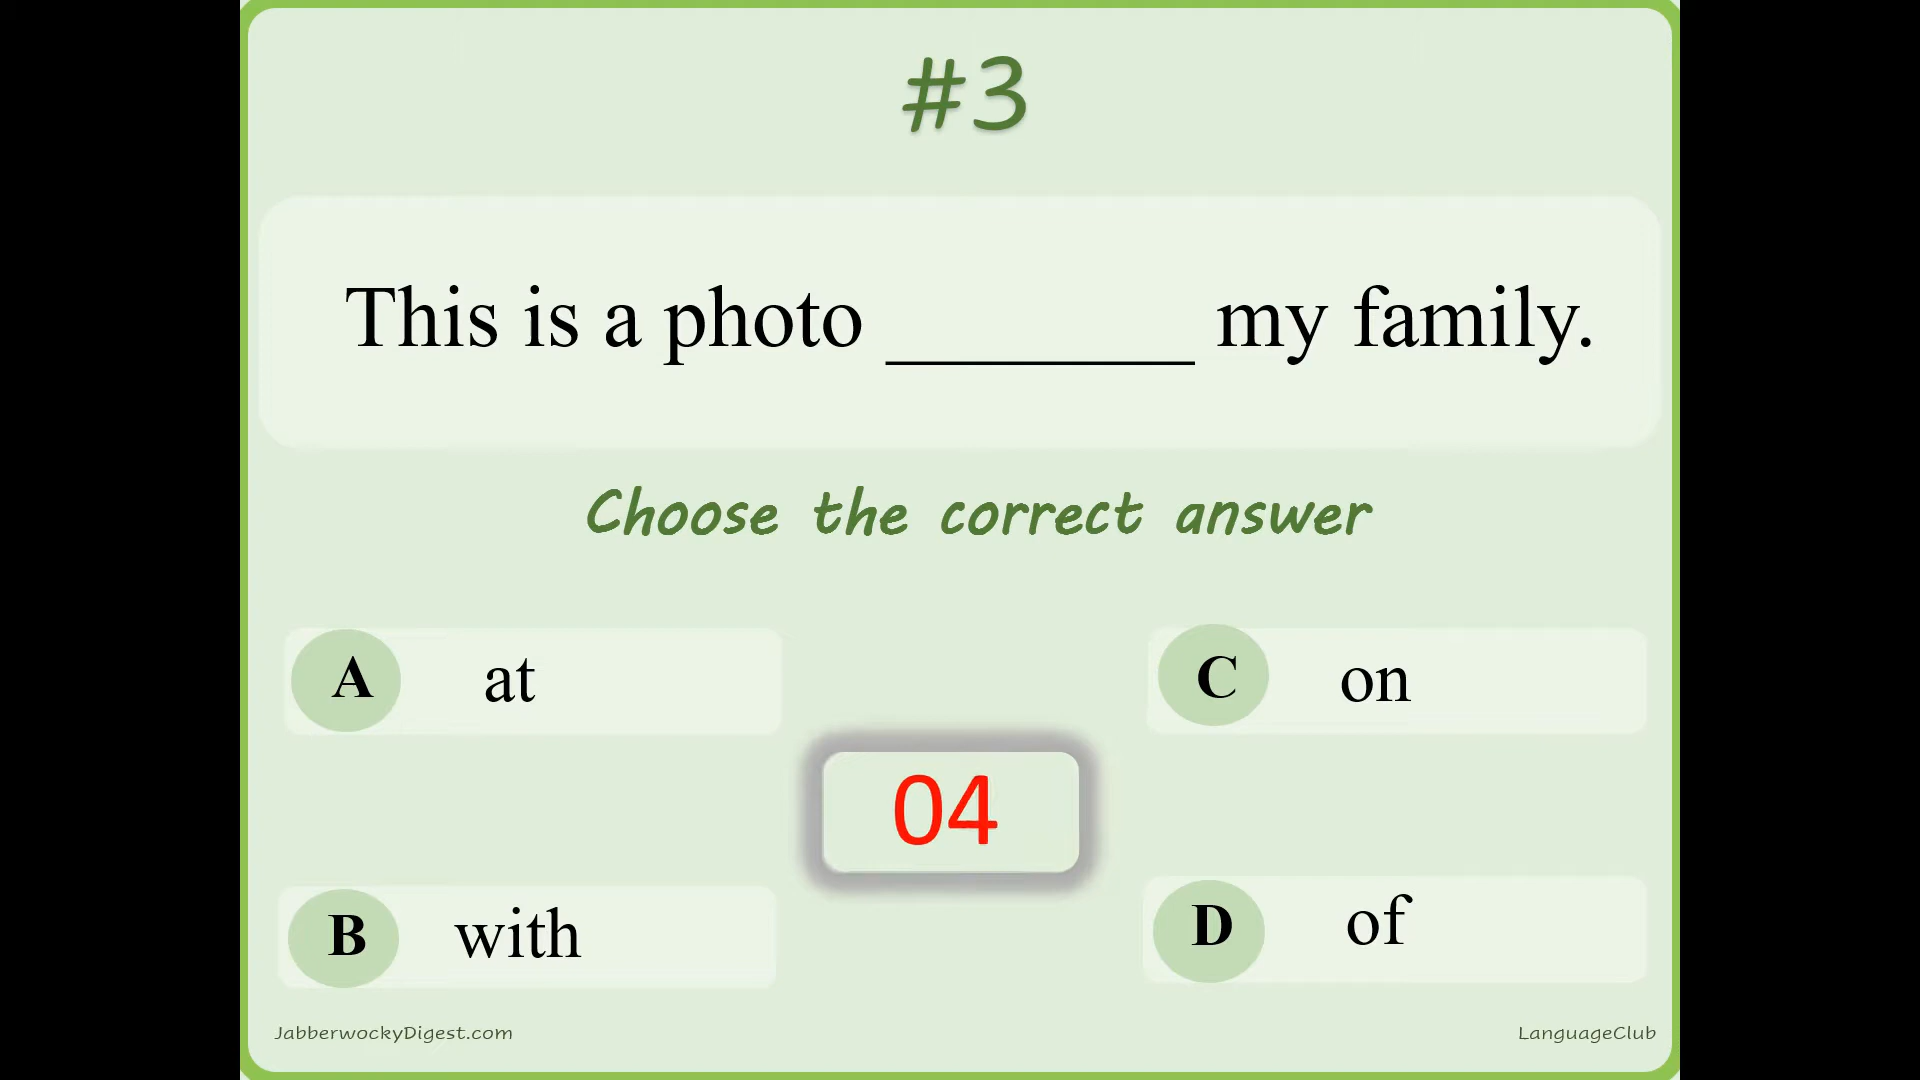 #3
This is a photo _______ my family.
Choose the correct answer
A at
C on
04
B with
D of
JabberwockyDigest.com
LanguageClub